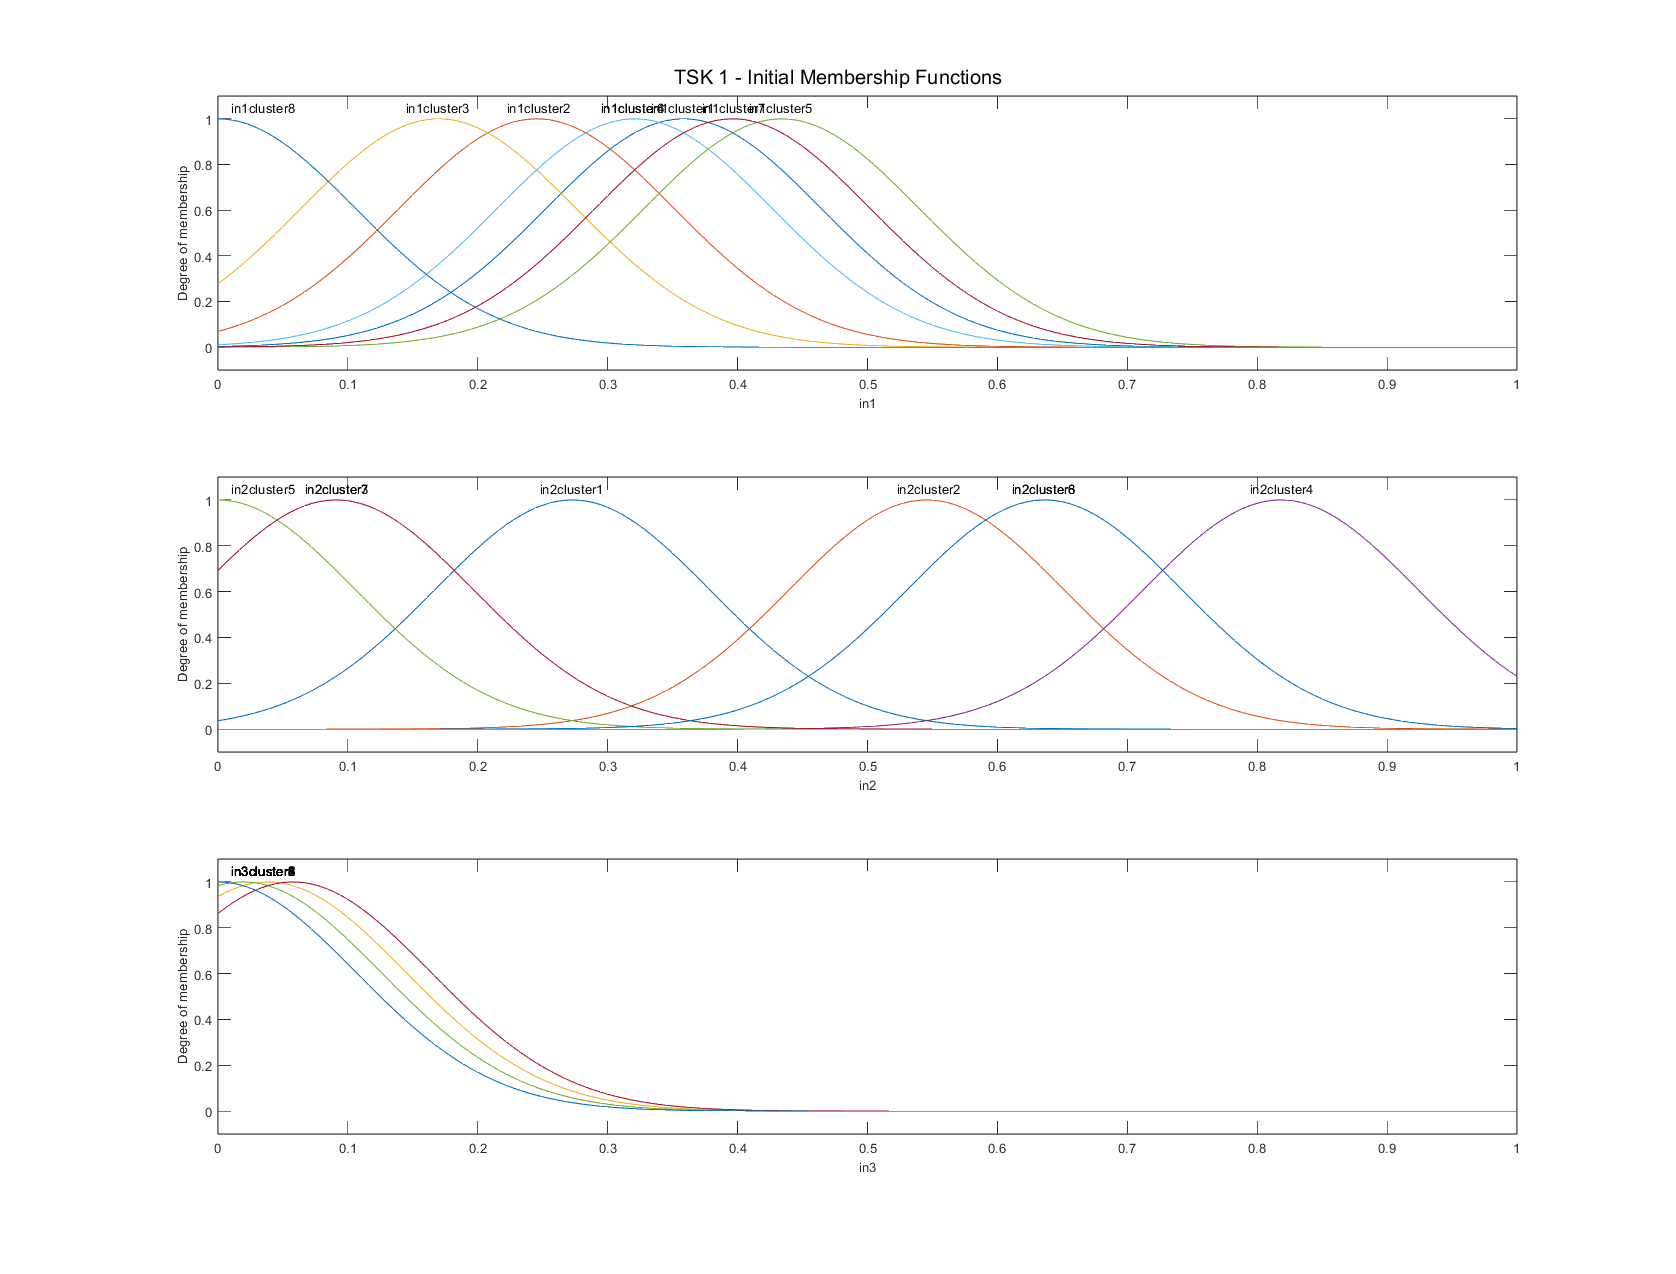 TSK 1 - Initial Membership Functions
in1cluster8 in1cluster3 in1cluster2 in1cluster5
1
0.8
0.6
0.4
0.2
0
Degree of membership
0 0.1 0.2 0.3 0.4 0.5 0.6 0.7 0.8 0.9 1
in1
in2cluster5 in2cluster1 in2cluster2 in2cluster4
1
0.8
0.6
0.4
0.2
0
Degree of membership
0 0.1 0.2 0.3 0.4 0.5 0.6 0.7 0.8 0.9 1
in2
1
0.8
0.6
0.4
0.2
0
Degree of membership
0 0.1 0.2 0.3 0.4 0.5 0.6 0.7 0.8 0.9 1
in3